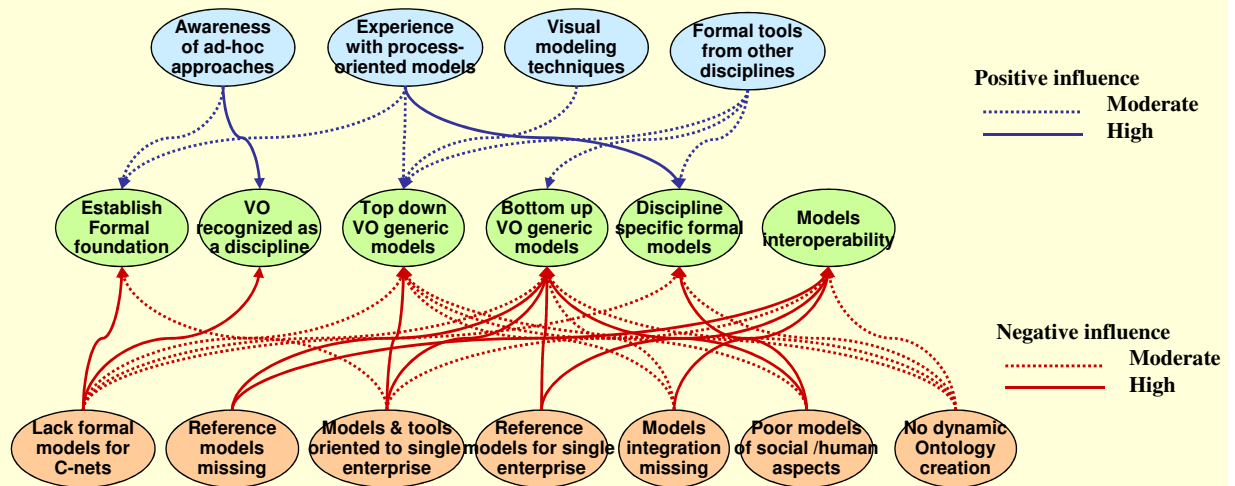 Awareness
of ad-hoc
approaches
Experience
with process-
oriented models
Visual
modeling
techniques
Formal tools
from other
disciplines
Positive influence
Moderate
High
Establish
Formal
foundation
VO
recognized as
a discipline
Top down
VO generic
models
Bottom up
VO generic
models
Discipline
specific formal
models
Models
interoperability
Negative influence
Moderate
High
Lack formal
models for
C-nets
Reference
models
missing
Models & tools
oriented to single
enterprise
Reference
models for single
enterprise
Models
integration
missing
Poor models
of social /human
aspects
No dynamic
Ontology
creation